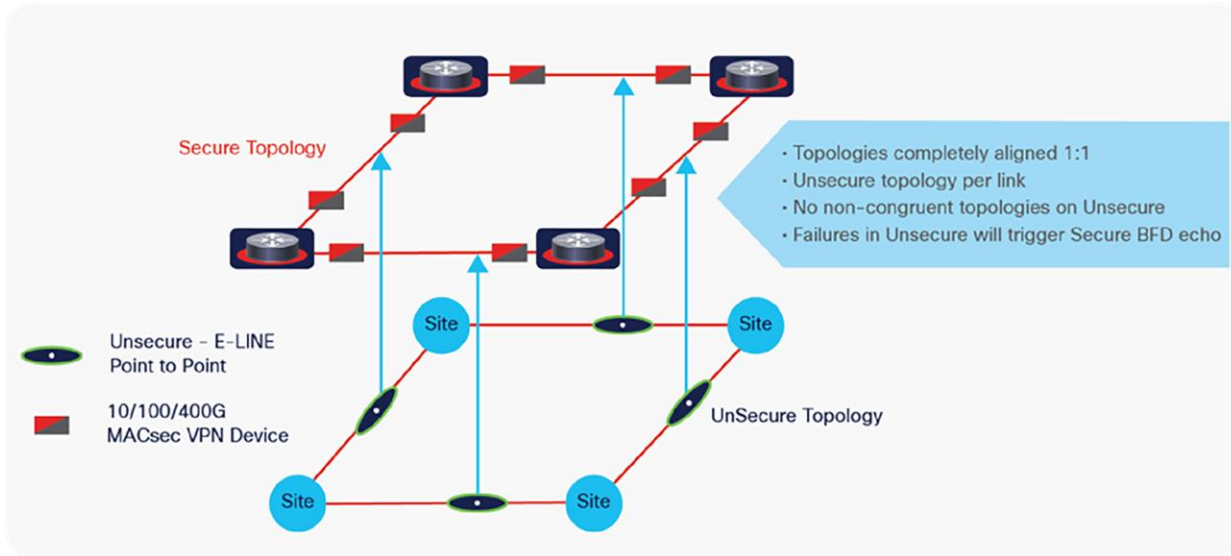 Secure Topology
· Topologies completely aligned 1:1
· Unsecure topology per link
· No non-congruent topologies on Unsecure
· Failures in Unsecure will trigger Secure BFD echo
Site
Site
Unsecure – E-LINE
Point to Point
10/100/400G
MACsec VPN Device
UnSecure Topology
Site
Site